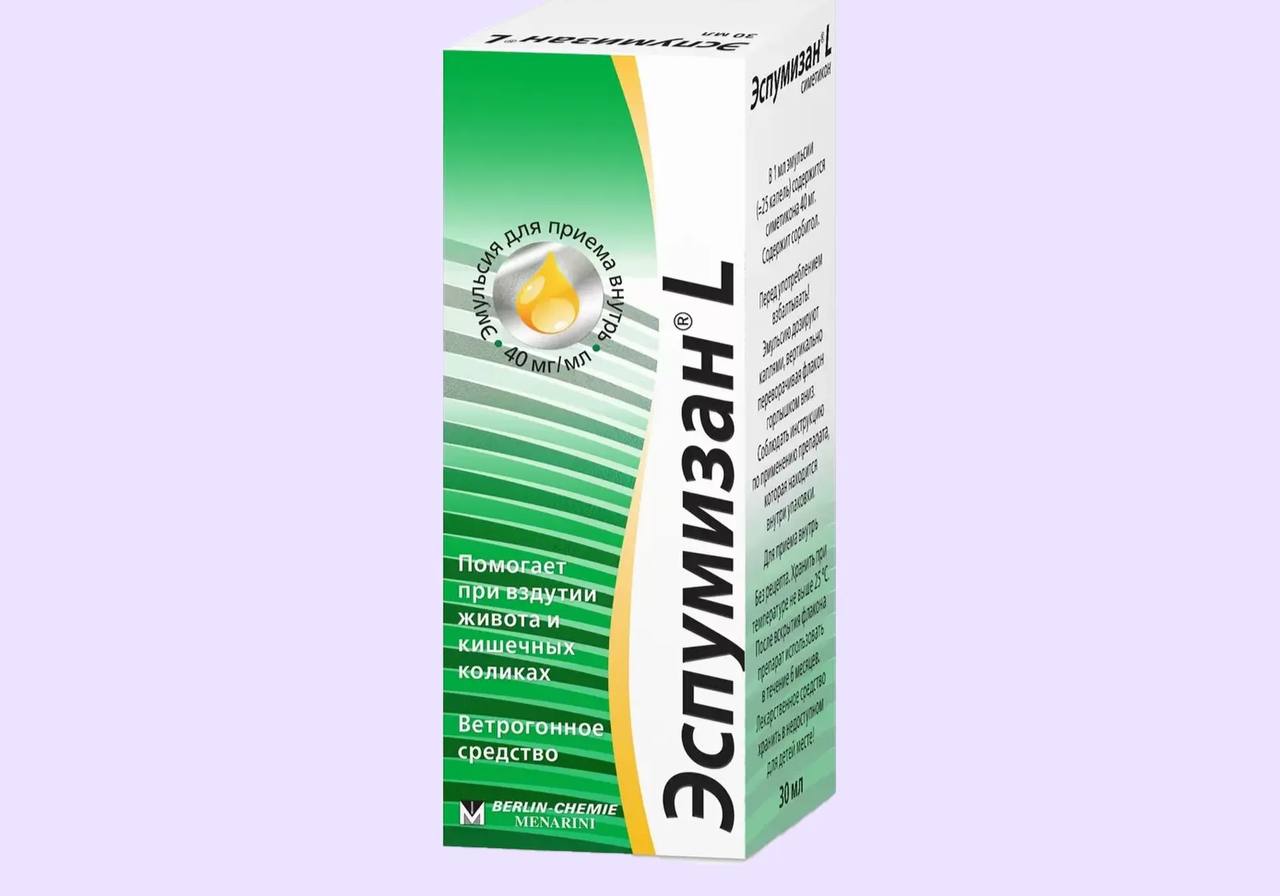 Эспумизан® L
30 мл
Эмульсия для приема внутрь
• 40 мг/мл •
Помогает
при вздутии
живота и
кишечных
коликах
Ветрогонное
средство
BERLIN-CHEMIE
MENARINI
Эспумизан® L
Эспумизан® L
симетикон
В 1 мл эмульсии
(=25 капель) содержится
симетикона 40 мг.
Содержит сорбитол.
Перед употреблением
взбалтывать!
Эмульсию дозируют
каплями, вертикально
переворачивая флакон
горлышком вниз.
Соблюдать инструкцию
по применению препарата,
которая находится
внутри упаковки.
Для приема внутрь
Без рецепта. Хранить при
температуре не выше 25 °C.
После вскрытия флакона
препарат использовать
в течение 6 месяцев.
Лекарственное средство
хранить в недоступном
для детей месте!
30 мл